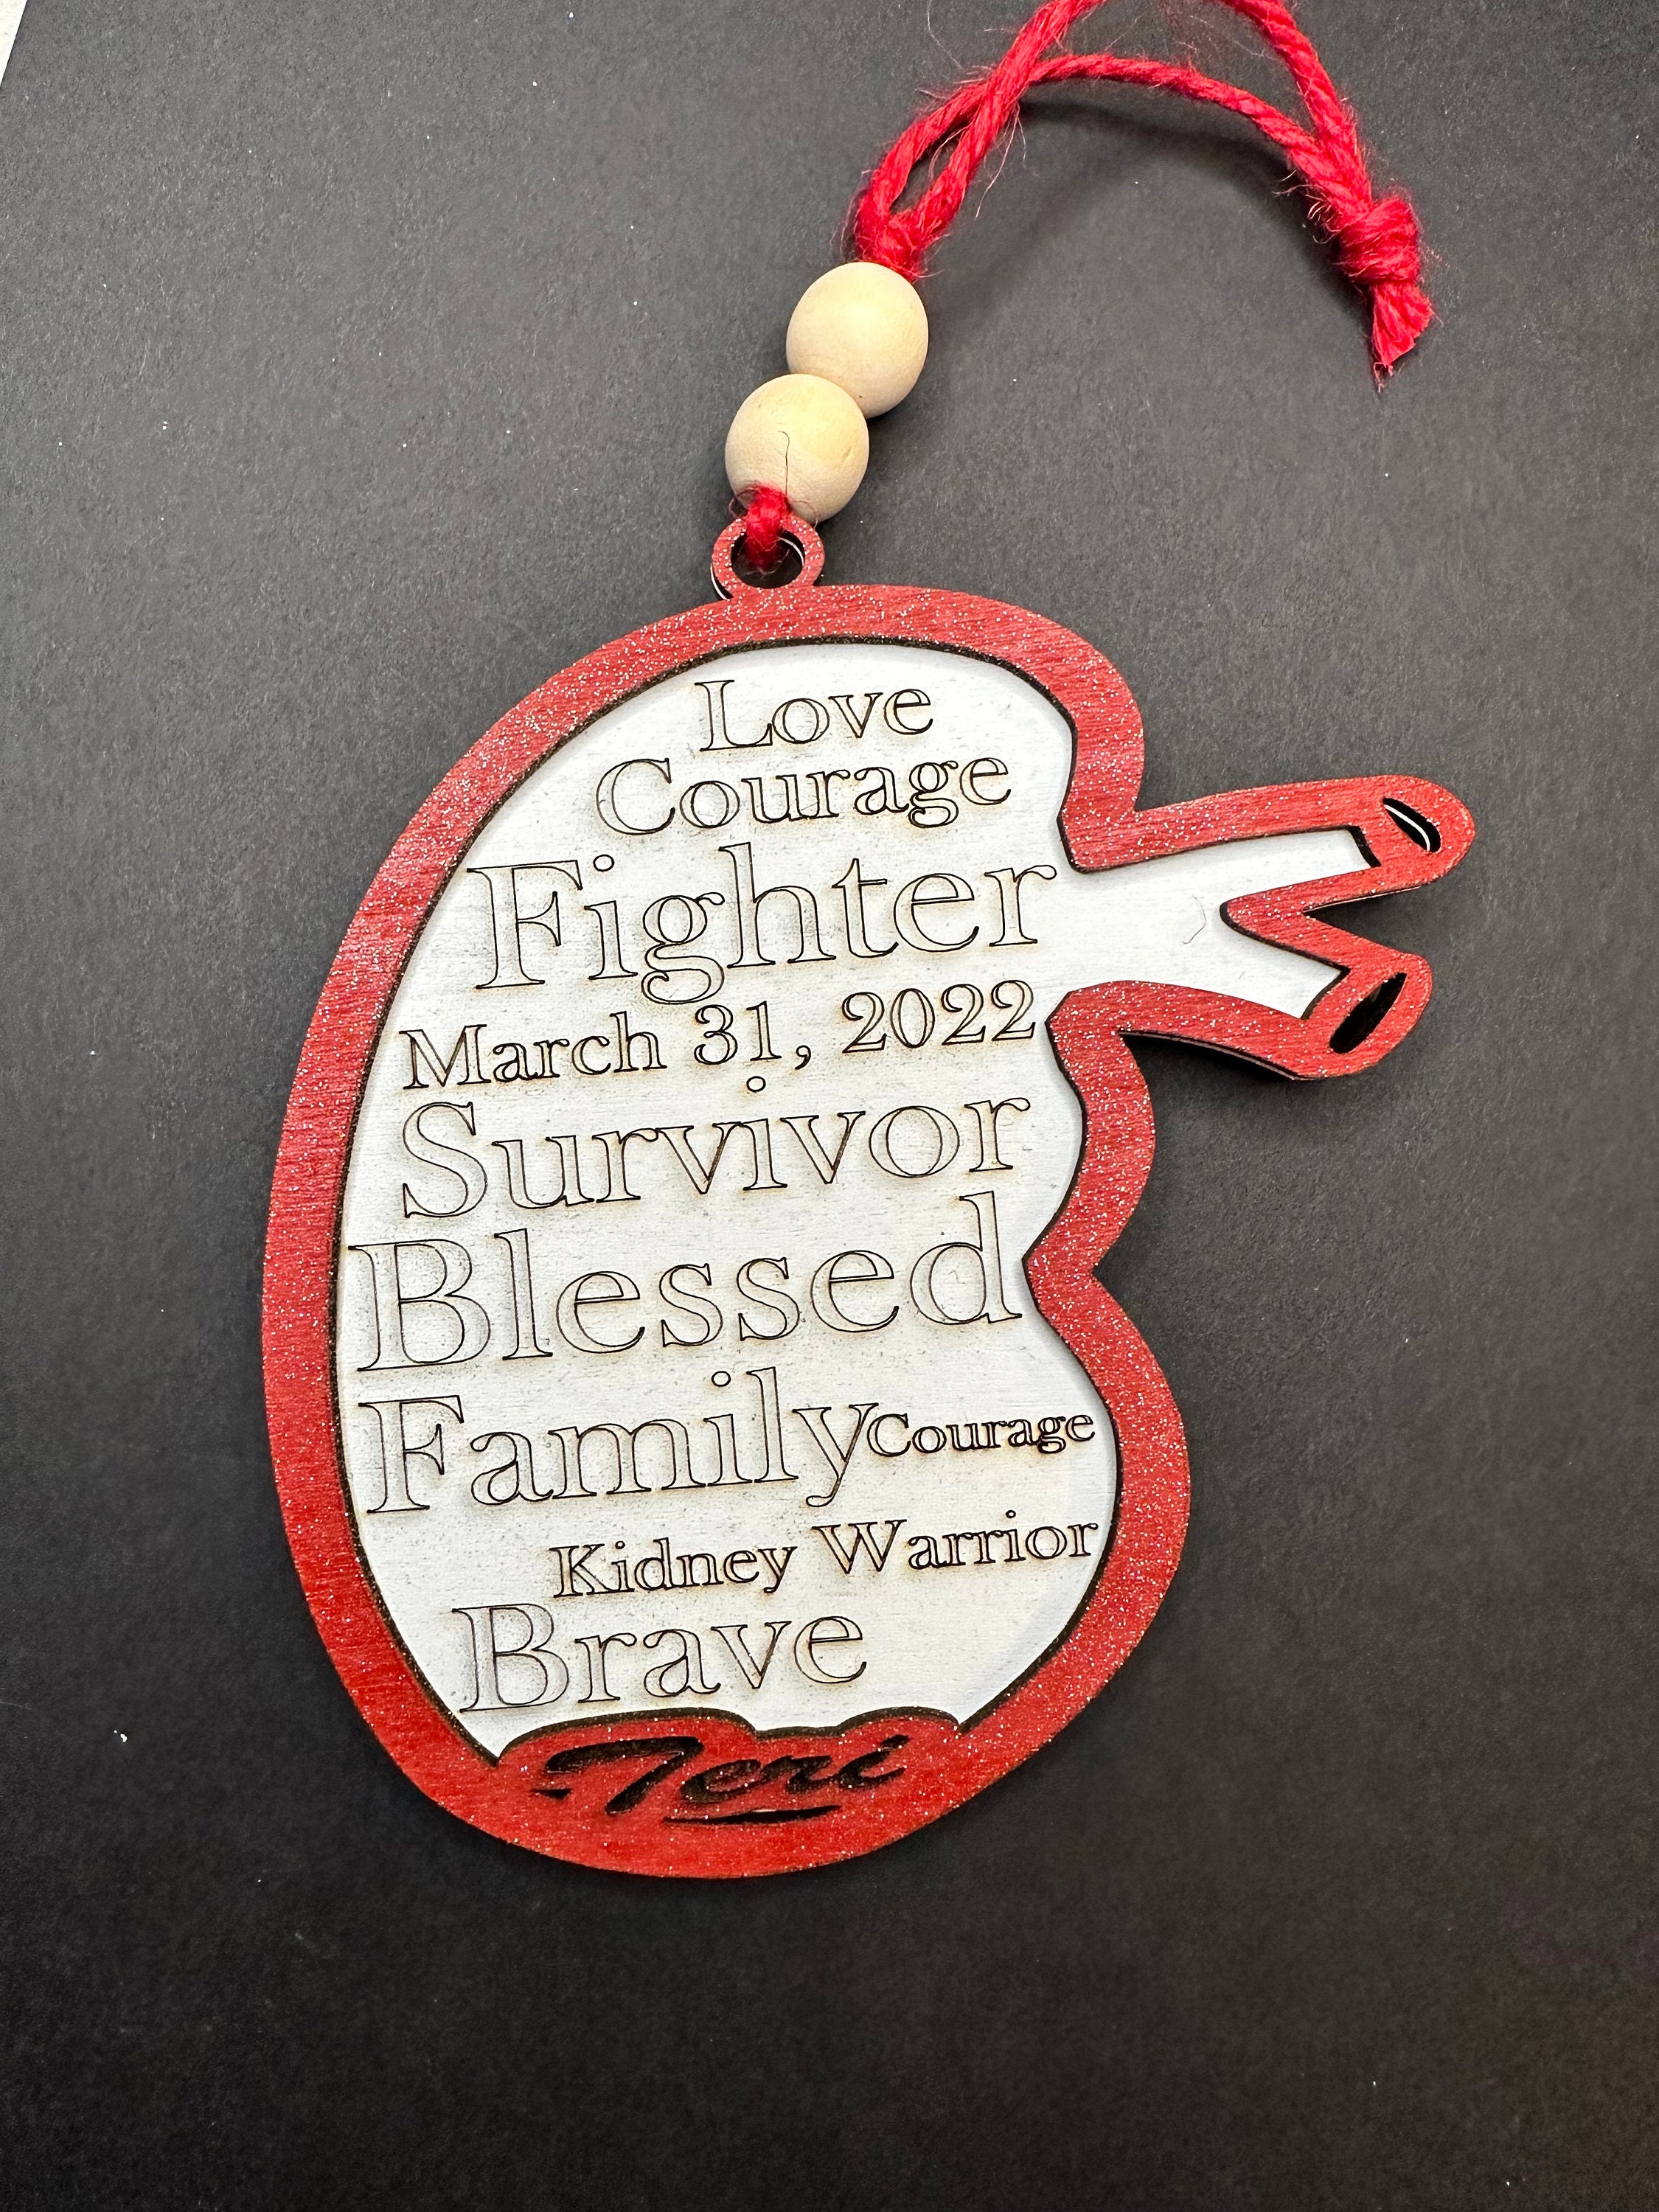 Love
Courage
Fighter
March 31, 2022
Survivor
Blessed
Family Courage
Kidney Warrior
Brave
Teri